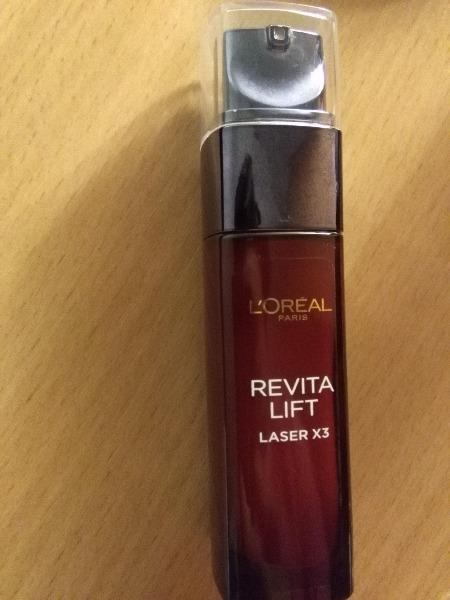 L'ORÉAL
PARIS
REVITA
LIFT
LASER X3